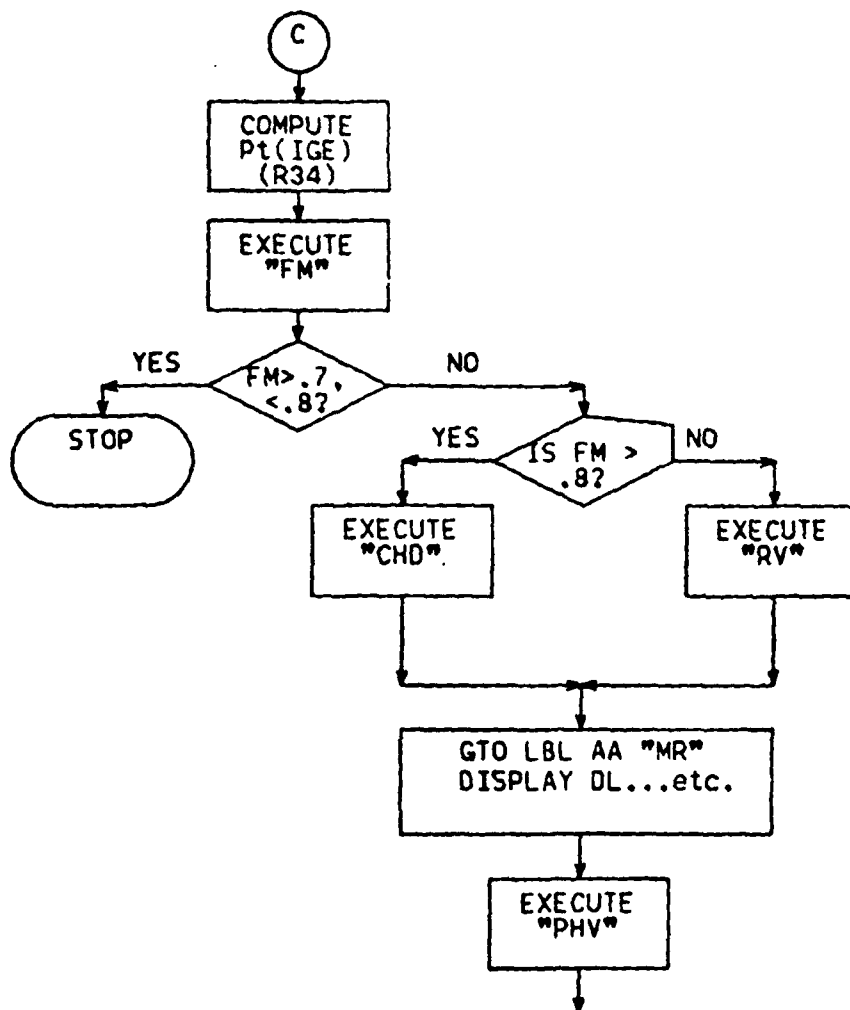 C
COMPUTE
Pt(IGE)
(R34)
EXECUTE
"FM"
YES
FM>.7,
<.8?
NO
STOP
YES
IS FM >
.8?
NO
EXECUTE
"CHD".
EXECUTE
"RV"
GTO LBL AA "MR"
DISPLAY DL...etc.
EXECUTE
"PHV"